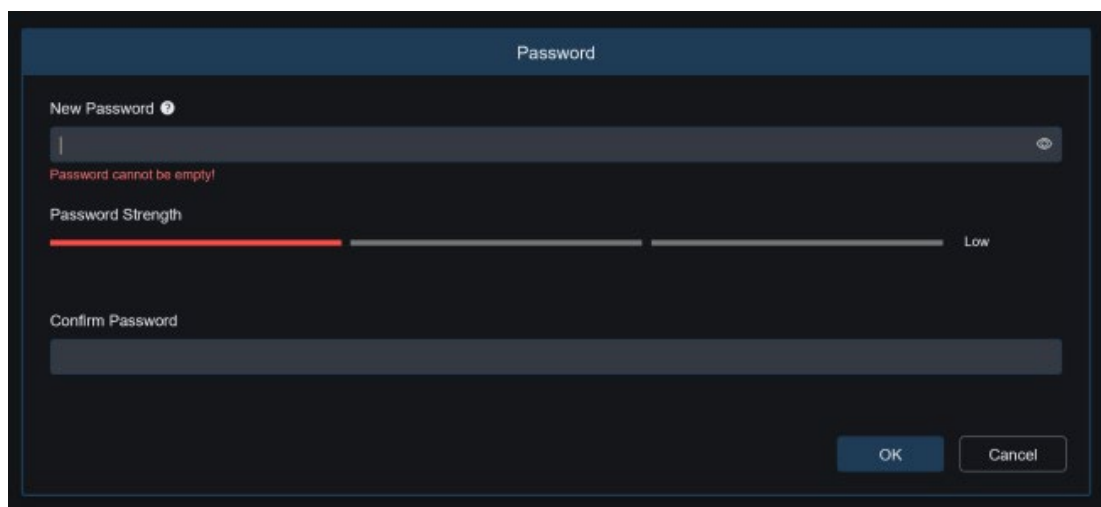 Password
New Password
Password cannot be empty!
Password Strength
Low
Confirm Password
OK
Cancel